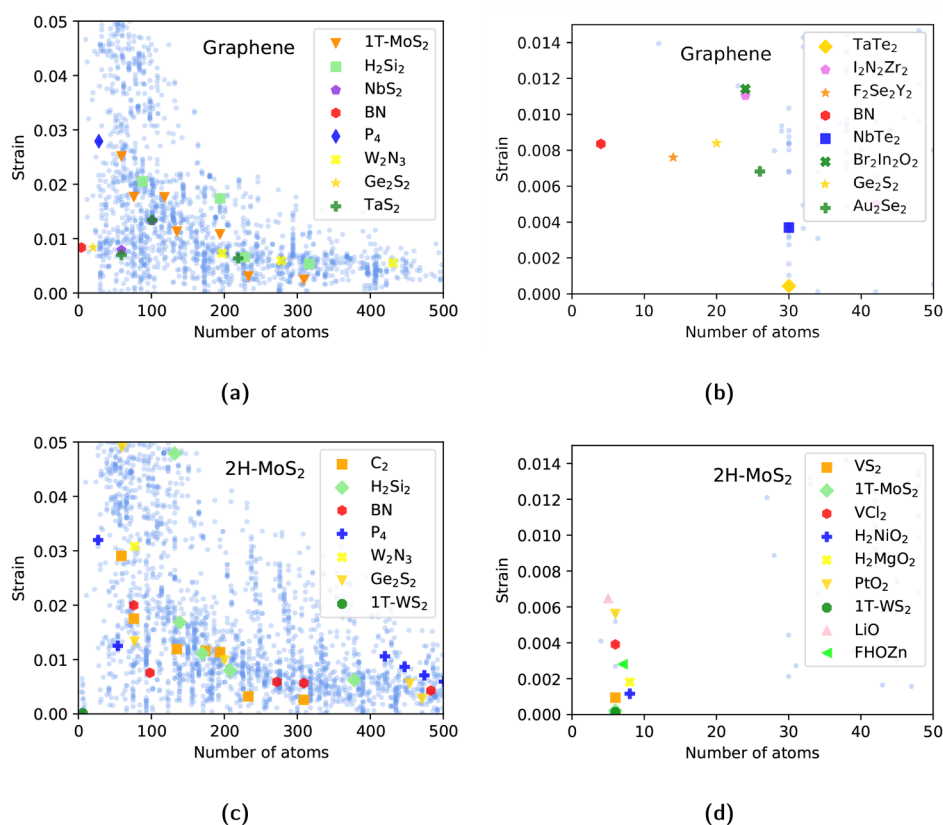 0.05
0.04
0.03
0.02
0.01
0.00
Strain
Graphene
1T-MoS₂
H₂Si₂
NbS₂
BN
P₄
W₂N₃
Ge₂S₂
TaS₂
0 100 200 300 400 500
Number of atoms
(a)
0.014
0.012
0.010
0.008
0.006
0.004
0.002
0.000
Strain
Graphene
TaTe₂
I₂N₂Zr₂
F₂Se₂Y₂
BN
NbTe₂
Br₂In₂O₂
Ge₂S₂
Au₂Se₂
0 10 20 30 40 50
Number of atoms
(b)
0.05
0.04
0.03
0.02
0.01
0.00
Strain
2H-MoS₂
C₂
H₂Si₂
BN
P₄
W₂N₃
Ge₂S₂
1T-WS₂
0 100 200 300 400 500
Number of atoms
(c)
0.014
0.012
0.010
0.008
0.006
0.004
0.002
0.000
Strain
2H-MoS₂
VS₂
1T-MoS₂
VCl₂
H₂NiO₂
H₂MgO₂
PtO₂
1T-WS₂
LiO
FHOZn
0 10 20 30 40 50
Number of atoms
(d)